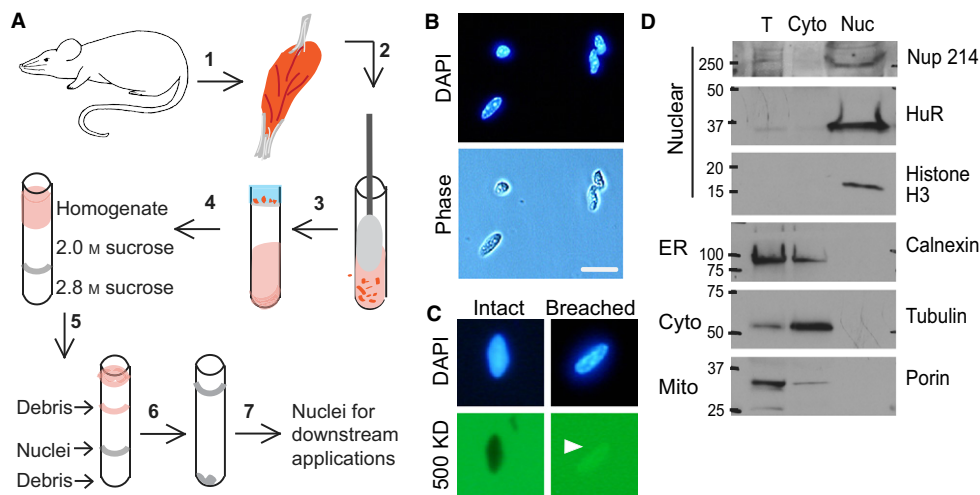 A
1
2
3
4
Homogenate
2.0 M sucrose
2.8 M sucrose
5
Debris
Nuclei
Debris
6
7
Nuclei for
downstream
applications
B
DAPI
Phase
C
Intact
Breached
DAPI
500 KD
D
T
Cyto
Nuc
Nuclear
250
Nup 214
50
37
HuR
20
15
Histone
H3
ER
100
75
Calnexin
Cyto
75
50
Tubulin
Mito
37
25
Porin